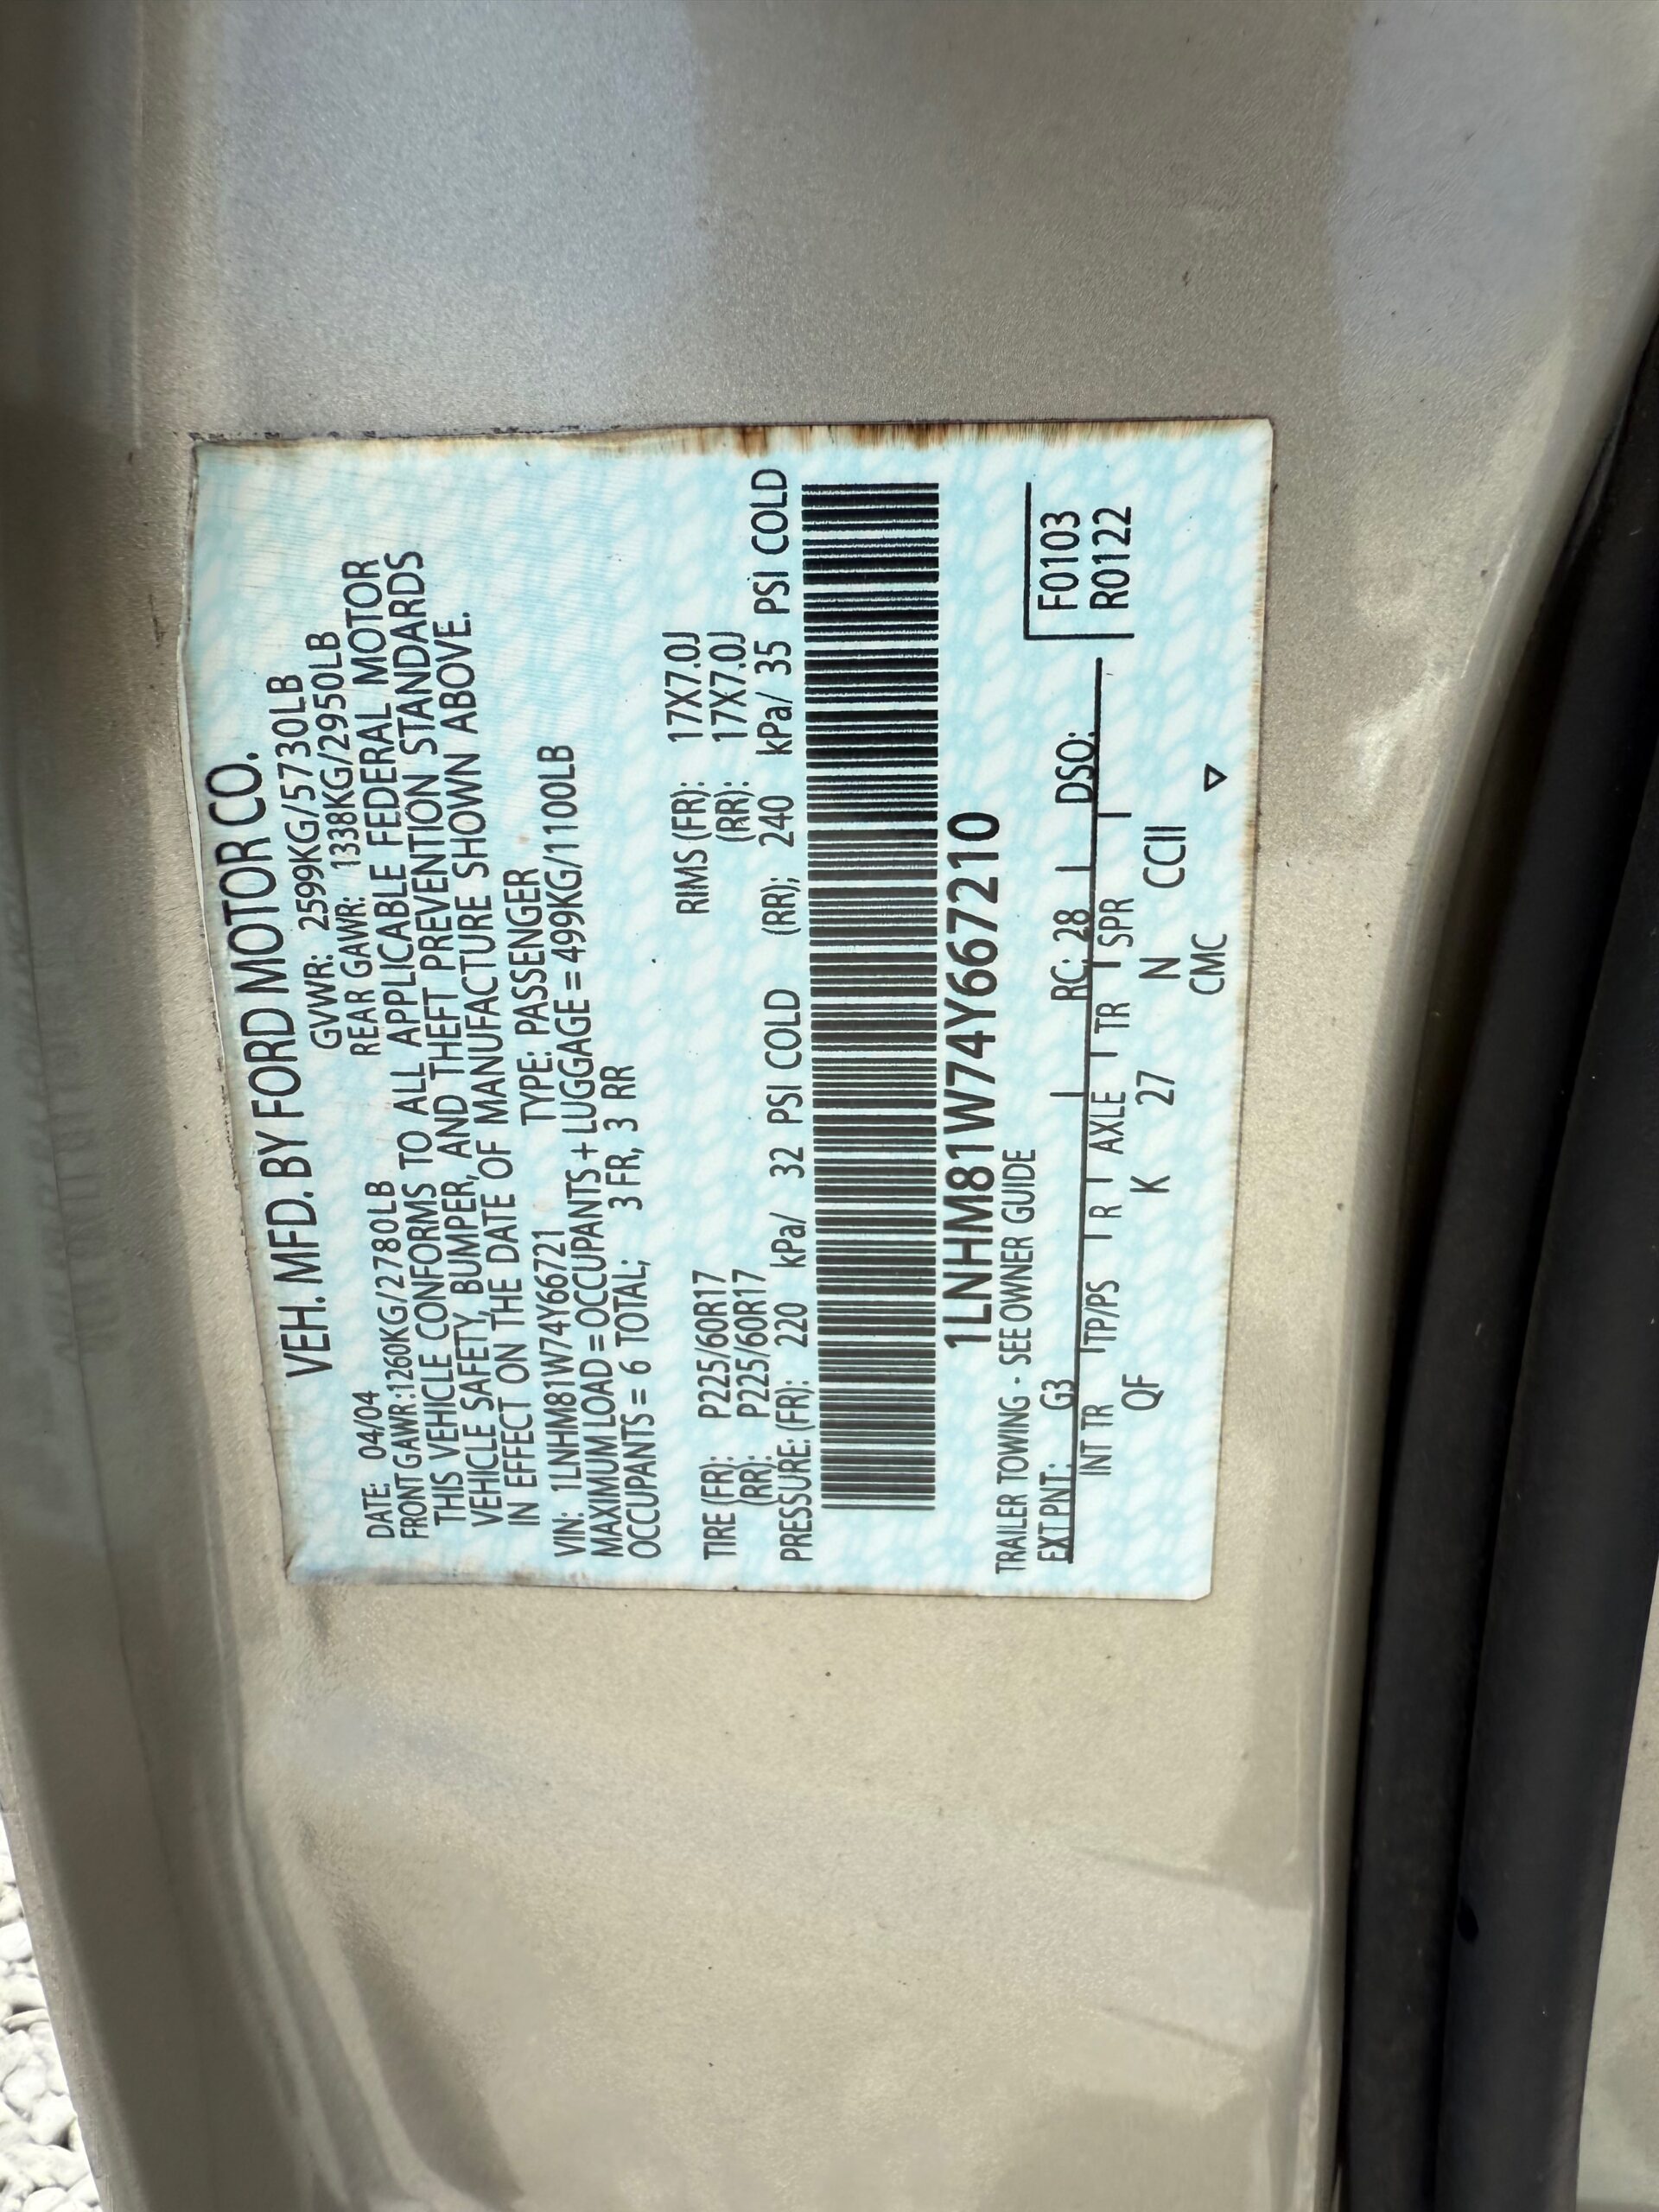 VEH. MFD. BY FORD MOTOR CO.
DATE: 04/04 GVWR: 2599KG/5730LB
FRONT GAWR:1260KG/2780LB REAR GAWR: 1338KG/2950LB
THIS VEHICLE CONFORMS TO ALL APPLICABLE FEDERAL MOTOR
VEHICLE SAFETY, BUMPER, AND THEFT PREVENTION STANDARDS
IN EFFECT ON THE DATE OF MANUFACTURE SHOWN ABOVE.
VIN: 1LNHM81W74Y66721 TYPE: PASSENGER
MAXIMUM LOAD = OCCUPANTS + LUGGAGE = 499KG/1100LB
OCCUPANTS = 6 TOTAL; 3 FR, 3 RR
TIRE (FR): P225/60R17 RIMS (FR): 17X7.0J
(RR): P225/60R17 (RR): 17X7.0J
PRESSURE: (FR): 220 kPa/ 32 PSI COLD (RR); 240 kPa/ 35 PSI COLD
1LNHM81W74Y667210
TRAILER TOWING - SEE OWNER GUIDE
EXT PNT: G3 RC: 28 DSO: F0103
INT TR TP/PS R AXLE TR SPR R0122
QF K 27 N CCII
CMC